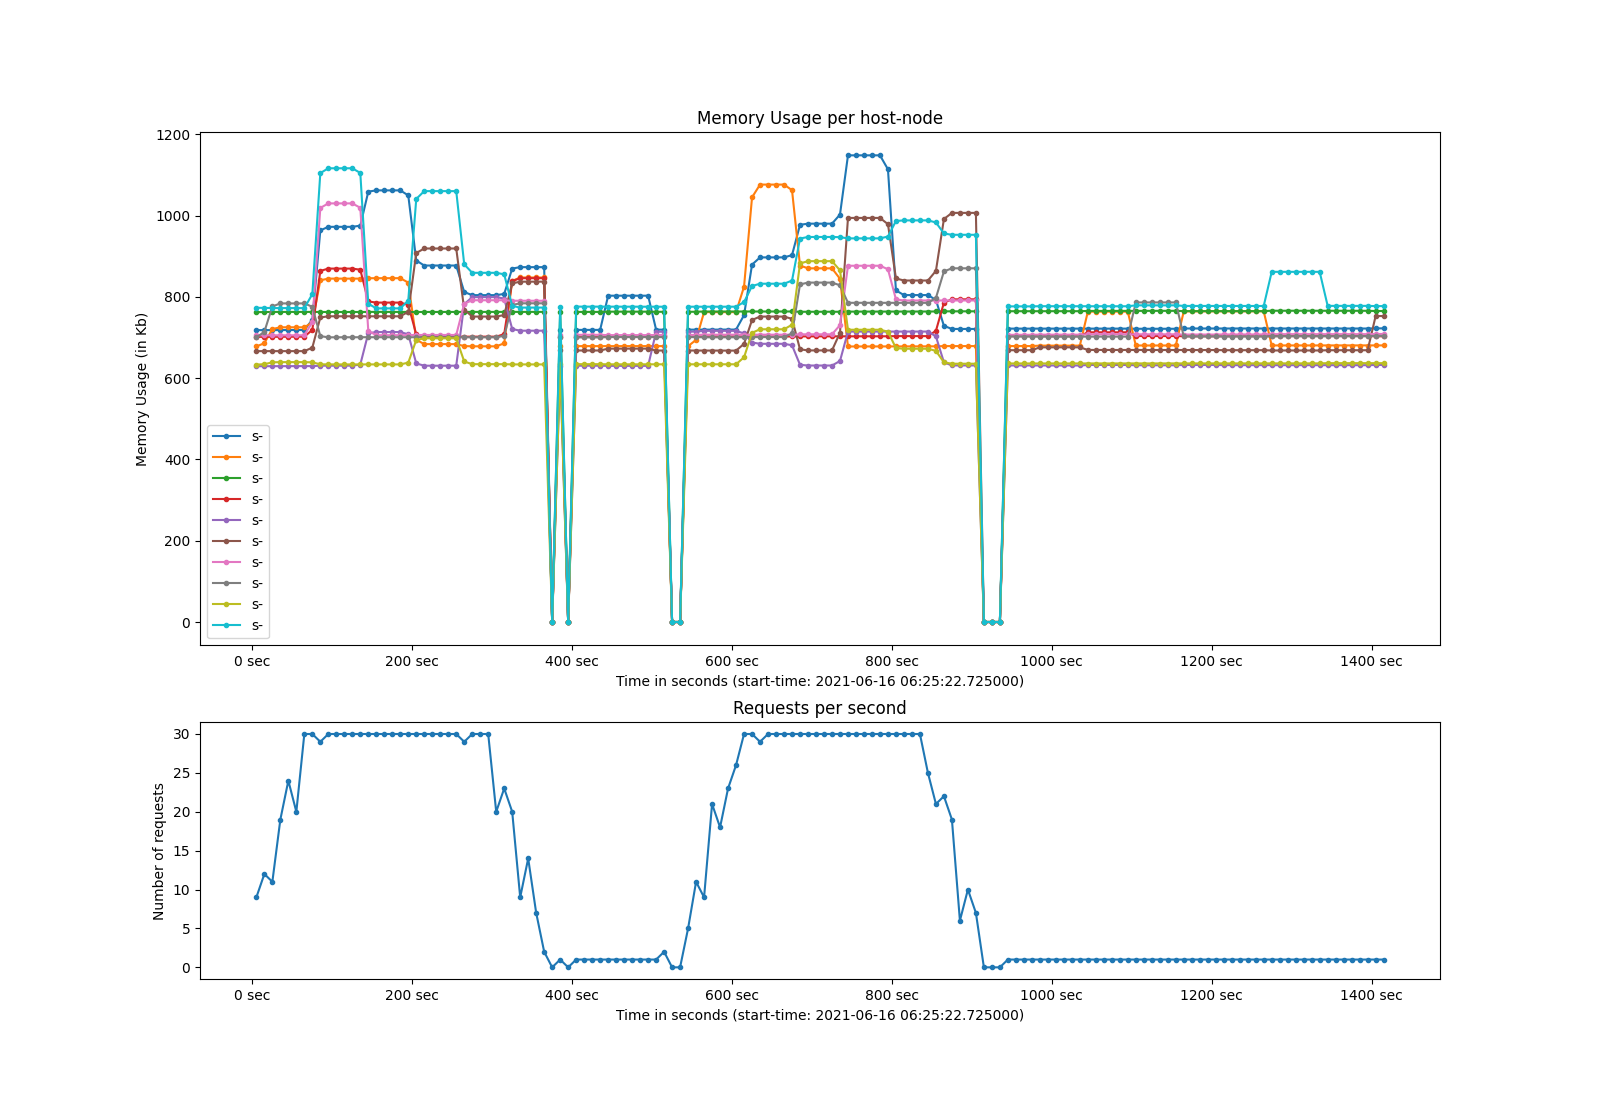 Memory Usage per host-node
Memory Usage (in Kb)
1200
1000
800
600
400
200
0
s-
s-
s-
s-
s-
s-
s-
s-
s-
s-
0 sec 200 sec 400 sec 600 sec 800 sec 1000 sec 1200 sec 1400 sec
Time in seconds (start-time: 2021-06-16 06:25:22.725000)
Requests per second
Number of requests
30
25
20
15
10
5
0
0 sec 200 sec 400 sec 600 sec 800 sec 1000 sec 1200 sec 1400 sec
Time in seconds (start-time: 2021-06-16 06:25:22.725000)